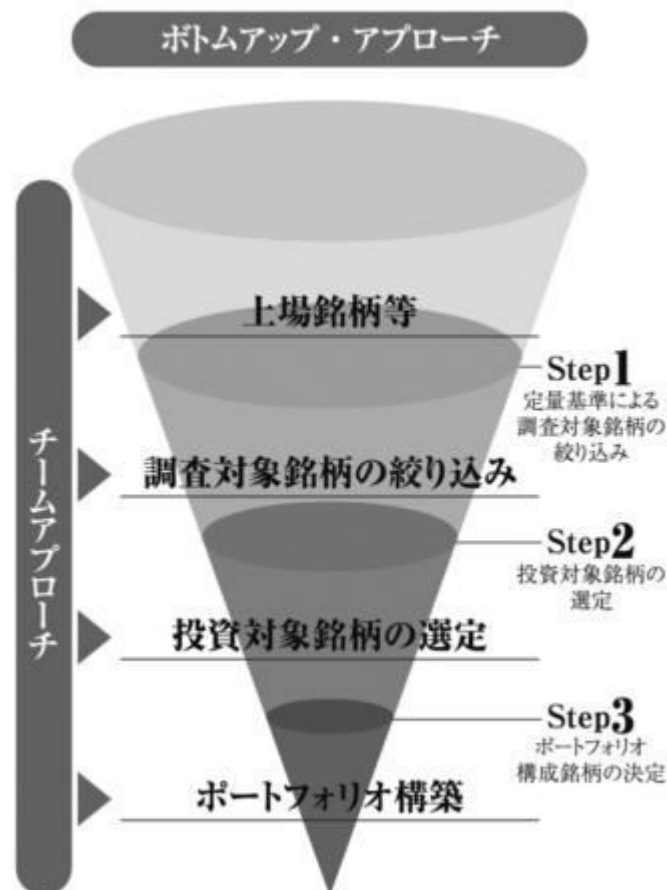 ボトムアップ・アプローチ
チームアプローチ
上場銘柄等
Step1
定量基準による
調査対象銘柄の
絞り込み
調査対象銘柄の絞り込み
Step2
投資対象銘柄の
選定
投資対象銘柄の選定
Step3
ポートフォリオ
構成銘柄の決定
ポートフォリオ構築